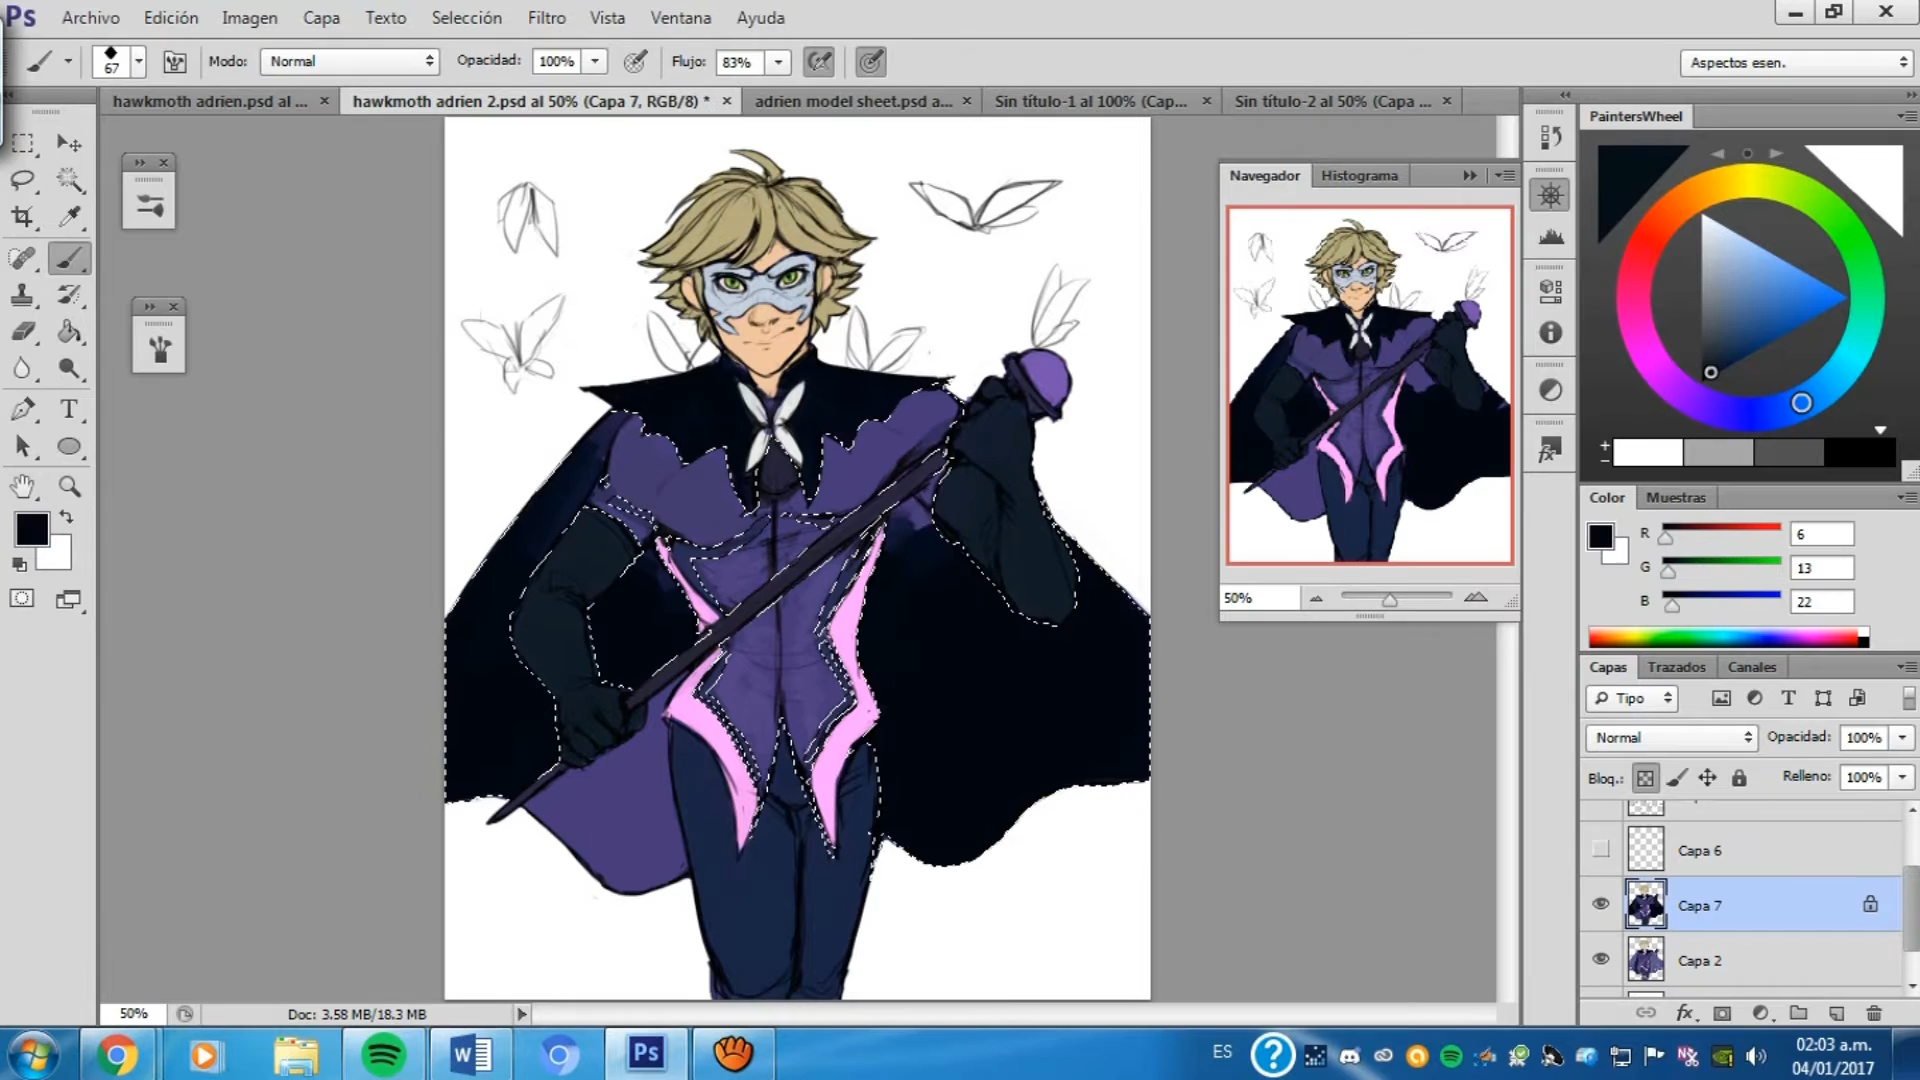 Ps Archivo Edición Imagen Capa Texto Selección Filtro Vista Ventana Ayuda
67 Modo: Normal Opacidad: 100% Flujo: 83% Aspectos esen.
hawkmoth adrien.psd al ... × hawkmoth adrien 2.psd al 50% (Capa 7, RGB/8) * × adrien model sheet.psd a... × Sin título-1 al 100% (Cap... × Sin título-2 al 50% (Capa ... ×
PaintersWheel
Navegador Histograma
50%
Color Muestras
R 6
G 13
B 22
Capas Trazados Canales
Tipo
Normal Opacidad: 100%
Bloq.: Relleno: 100%
Capa 6
Capa 7
Capa 2
fx
50% Doc: 3.58 MB/18.3 MB
W Ps ES ? 02:03 a.m.
04/01/2017